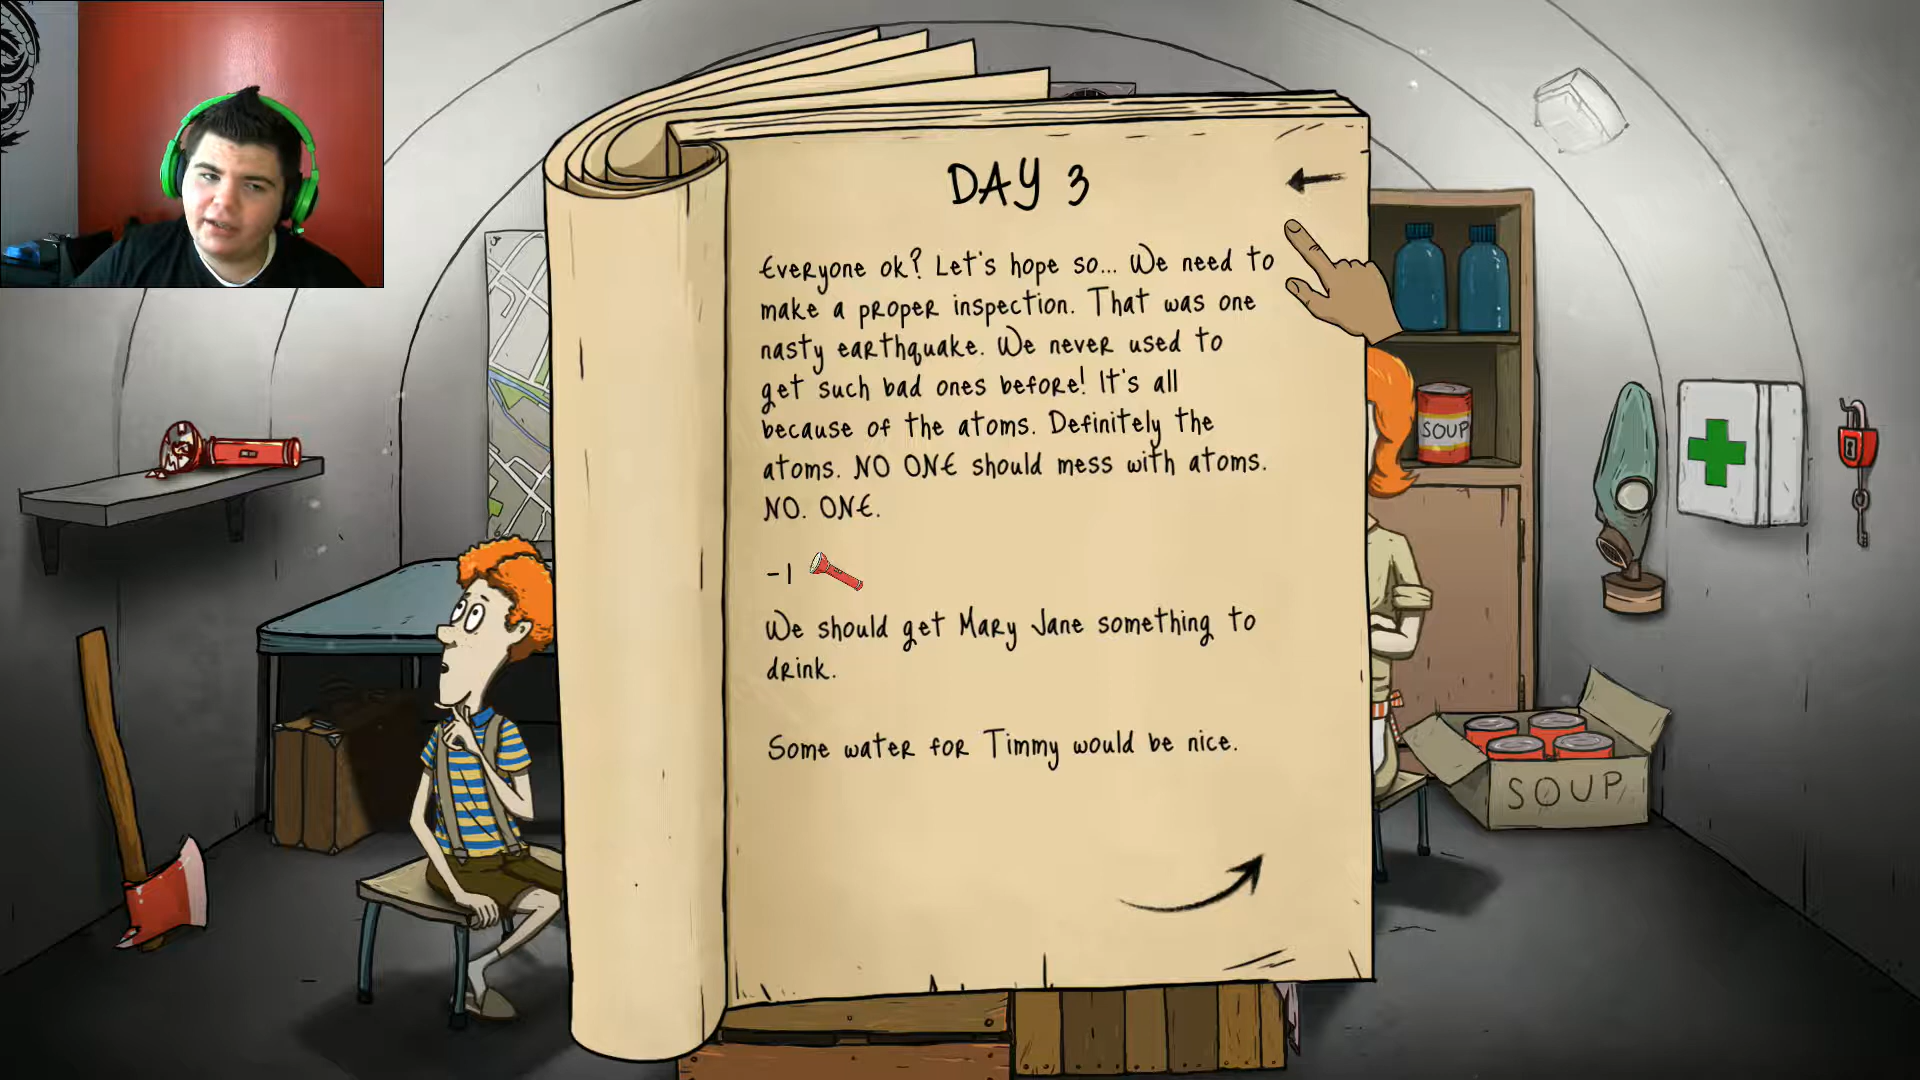 DAY 3
Everyone ok? Let's hope so... We need to
make a proper inspection. That was one
nasty earthquake. We never used to
get such bad ones before! It's all
because of the atoms. Definitely the
atoms. NO ONE should mess with atoms.
NO. ONE.
-1
We should get Mary Jane something to
drink.
Some water for Timmy would be nice.
SOUP
SOUP